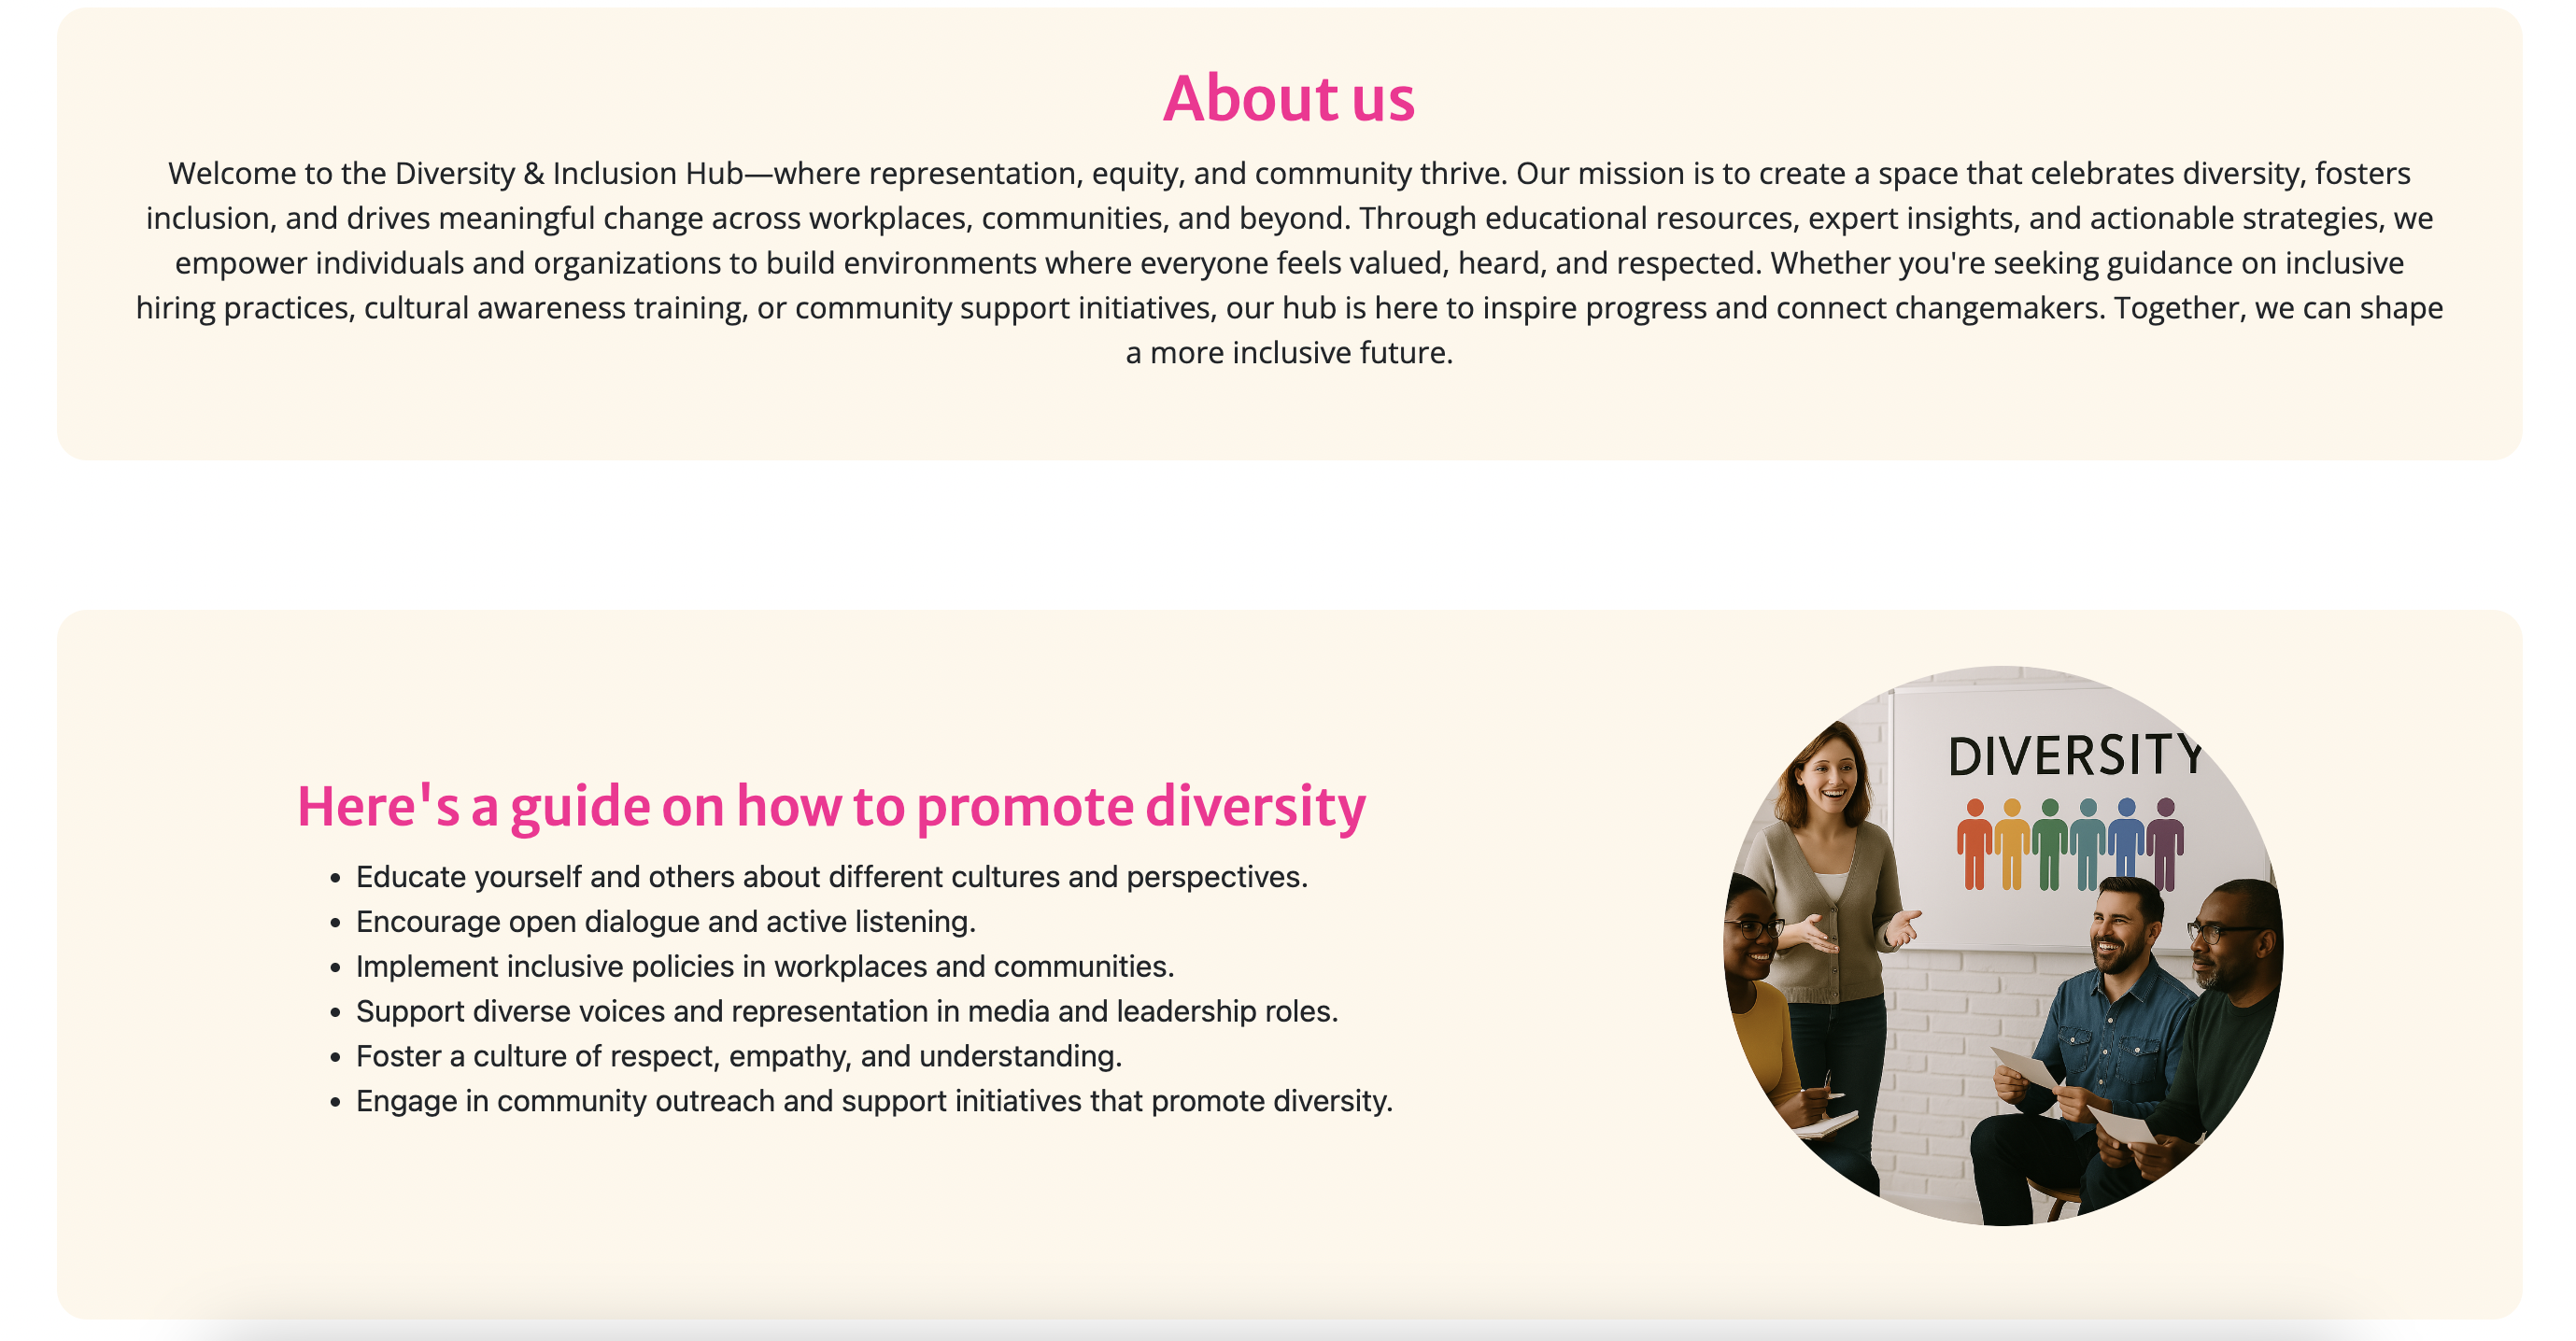 About us
Welcome to the Diversity & Inclusion Hub—where representation, equity, and community thrive. Our mission is to create a space that celebrates diversity, fosters
inclusion, and drives meaningful change across workplaces, communities, and beyond. Through educational resources, expert insights, and actionable strategies, we
empower individuals and organizations to build environments where everyone feels valued, heard, and respected. Whether you're seeking guidance on inclusive
hiring practices, cultural awareness training, or community support initiatives, our hub is here to inspire progress and connect changemakers. Together, we can shape
a more inclusive future.
Here's a guide on how to promote diversity
• Educate yourself and others about different cultures and perspectives.
• Encourage open dialogue and active listening.
• Implement inclusive policies in workplaces and communities.
• Support diverse voices and representation in media and leadership roles.
• Foster a culture of respect, empathy, and understanding.
• Engage in community outreach and support initiatives that promote diversity.
DIVERSITY